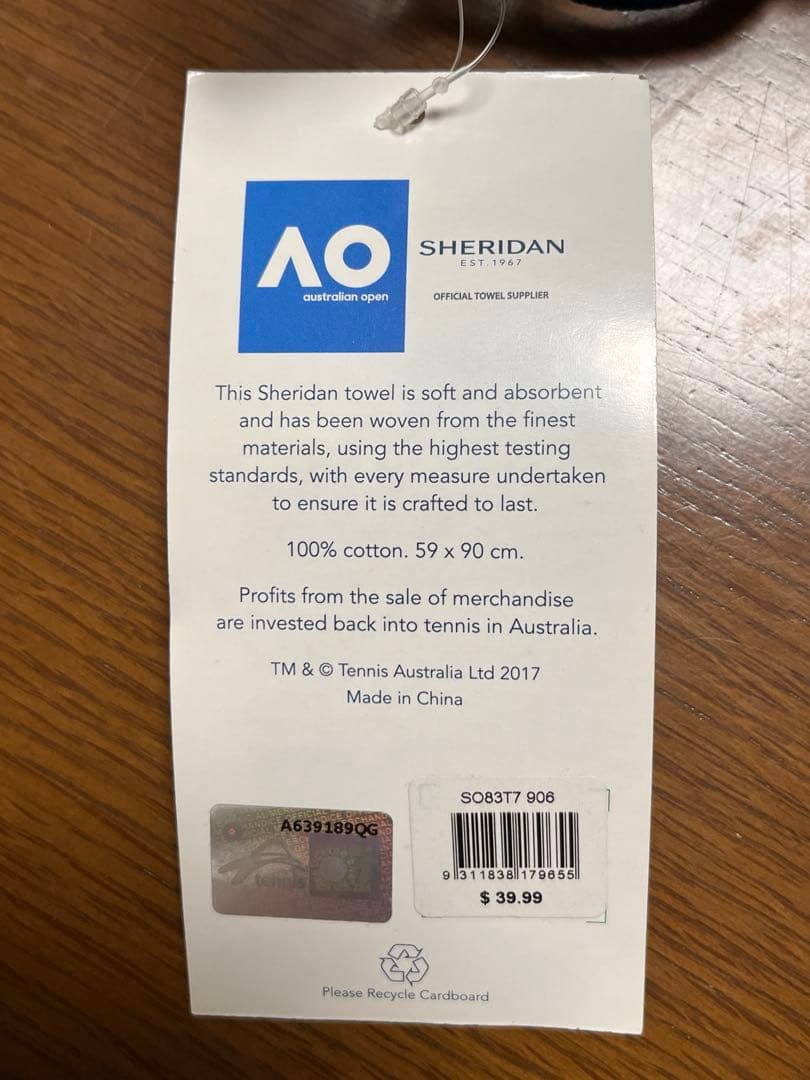 AO
australian open
SHERIDAN
EST. 1967
OFFICIAL TOWEL SUPPLIER
This Sheridan towel is soft and absorbent
and has been woven from the finest
materials, using the highest testing
standards, with every measure undertaken
to ensure it is crafted to last.
100% cotton. 59 x 90 cm.
Profits from the sale of merchandise
are invested back into tennis in Australia.
TM & © Tennis Australia Ltd 2017
Made in China
A639189QG
tennis
SO83T7 906
9 311838 179655
$ 39.99
Please Recycle Cardboard